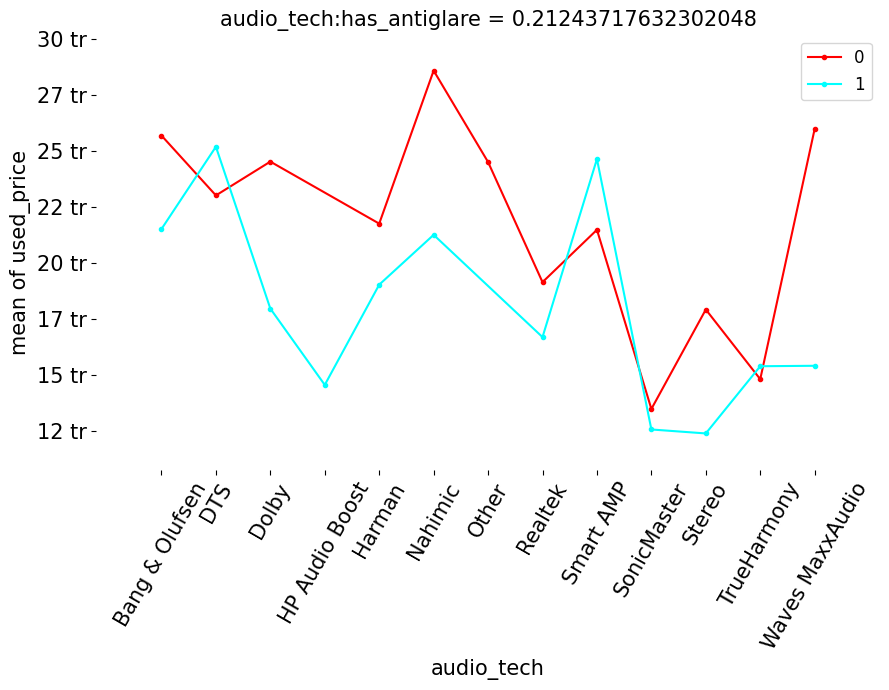 audio_tech:has_antiglare = 0.21243717632302048
30 tr
27 tr
25 tr
22 tr
20 tr
17 tr
15 tr
12 tr
mean of used_price
0
1
Bang & Olufsen
DTS
Dolby
HP Audio Boost
Harman
Nahimic
Other
Realtek
Smart AMP
SonicMaster
Stereo
TrueHarmony
Waves MaxxAudio
audio_tech